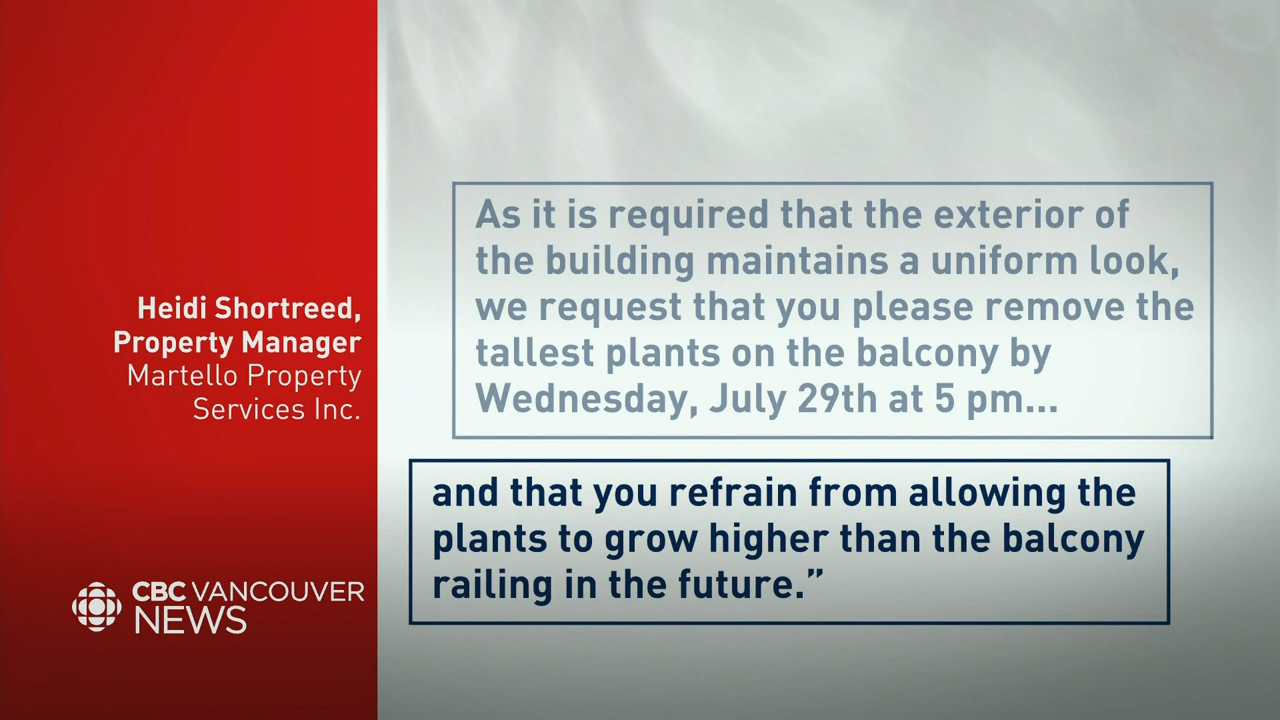 Heidi Shortreed,
Property Manager
Martello Property
Services Inc.
CBC VANCOUVER
NEWS
As it is required that the exterior of
the building maintains a uniform look,
we request that you please remove the
tallest plants on the balcony by
Wednesday, July 29th at 5 pm...
and that you refrain from allowing the
plants to grow higher than the balcony
railing in the future.”